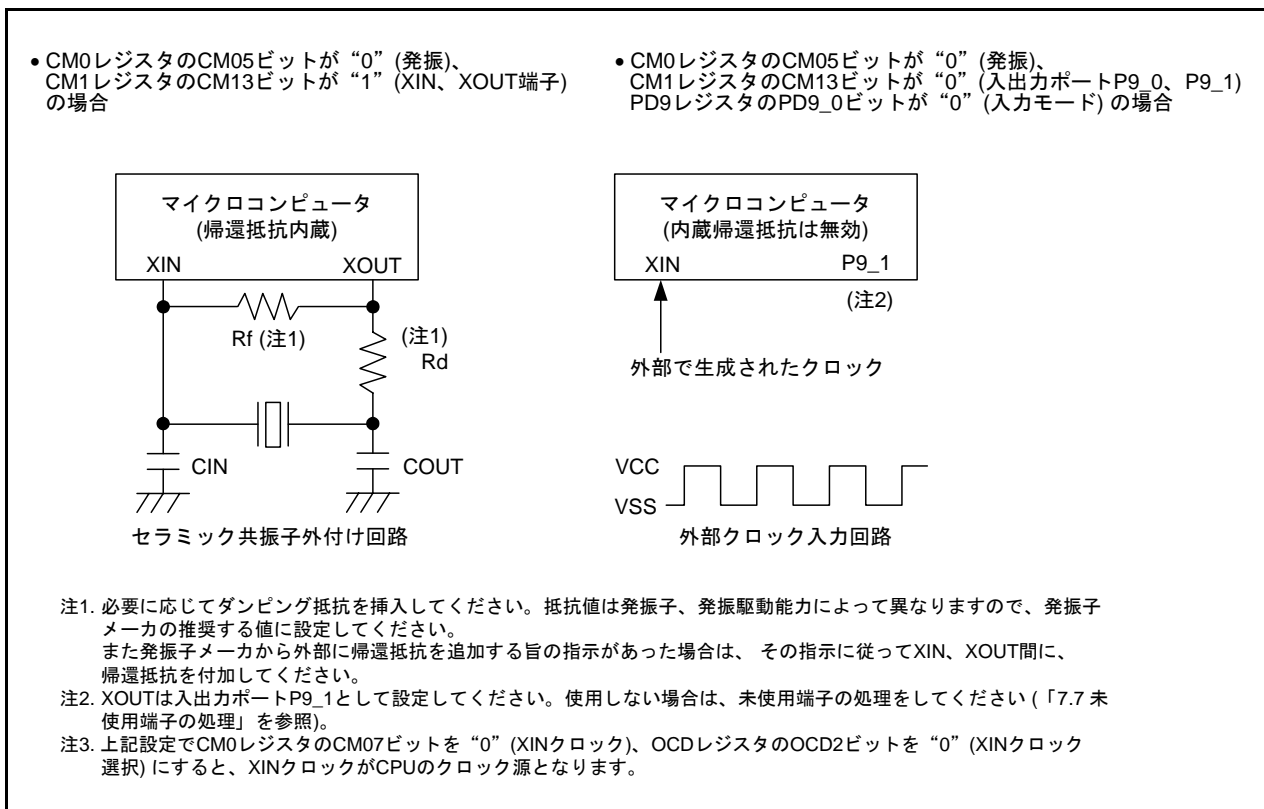 • CM0レジスタのCM05ビットが“0”(発振)、
CM1レジスタのCM13ビットが“1”(XIN、XOUT端子)
の場合
• CM0レジスタのCM05ビットが“0”(発振)、
CM1レジスタのCM13ビットが“0”(入出力ポートP9_0、P9_1)
PD9レジスタのPD9_0ビットが“0”(入力モード) の場合
マイクロコンピュータ
(帰還抵抗内蔵)
XIN
XOUT
Rf (注1)
(注1)
Rd
CIN
COUT
セラミック共振子外付け回路
マイクロコンピュータ
(内蔵帰還抵抗は無効)
XIN
P9_1
(注2)
外部で生成されたクロック
VCC
VSS
外部クロック入力回路
注1. 必要に応じてダンピング抵抗を挿入してください。抵抗値は発振子、発振駆動能力によって異なりますので、発振子
メーカの推奨する値に設定してください。
また発振子メーカから外部に帰還抵抗を追加する旨の指示があった場合は、 その指示に従ってXIN、XOUT間に、
帰還抵抗を付加してください。
注2. XOUTは入出力ポートP9_1として設定してください。使用しない場合は、未使用端子の処理をしてください (「7.7 未
使用端子の処理」を参照)。
注3. 上記設定でCM0レジスタのCM07ビットを“0”(XINクロック)、OCDレジスタのOCD2ビットを“0”(XINクロック
選択) にすると、XINクロックがCPUのクロック源となります。